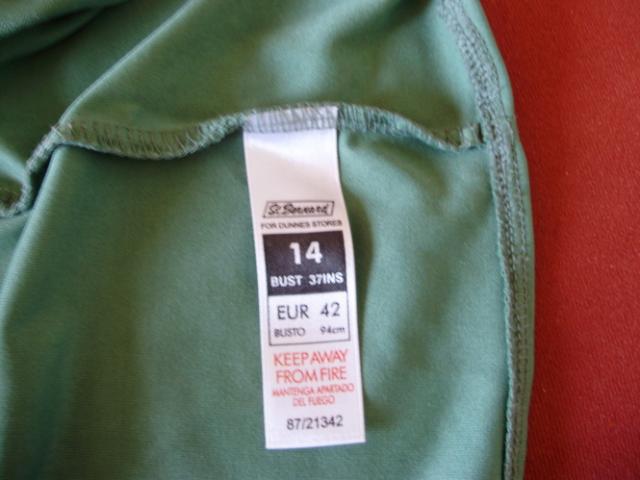 St. Bernard
FOR DUNNES STORES
14
BUST 37INS
EUR 42
BUSTO 94cm
KEEP AWAY
FROM FIRE
MANTENGA APARTADO
DEL FUEGO
87/21342